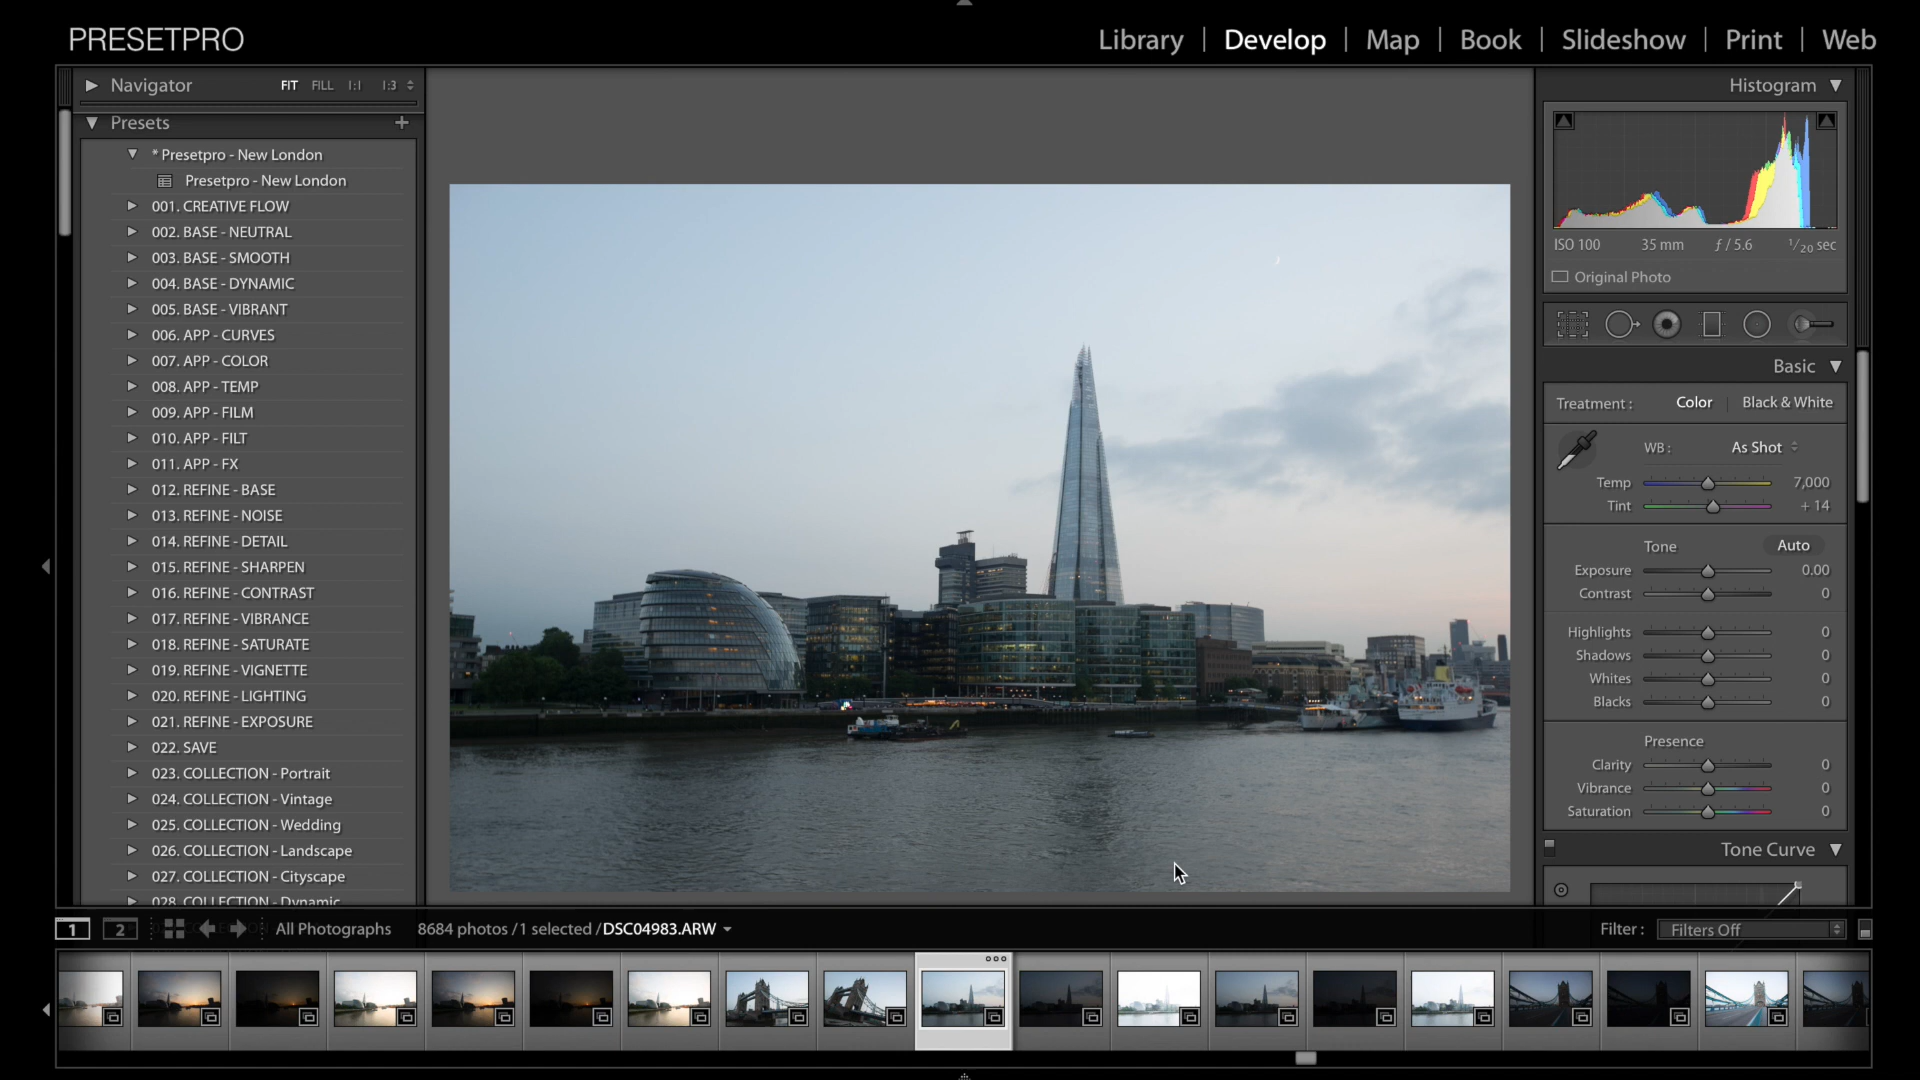 PRESETPRO
Library | Develop | Map | Book | Slideshow | Print | Web
Navigator FIT FILL 1:1 1:3
Presets +
* Presetpro - New London
Presetpro - New London
001. CREATIVE FLOW
002. BASE - NEUTRAL
003. BASE - SMOOTH
004. BASE - DYNAMIC
005. BASE - VIBRANT
006. APP - CURVES
007. APP - COLOR
008. APP - TEMP
009. APP - FILM
010. APP - FILT
011. APP - FX
012. REFINE - BASE
013. REFINE - NOISE
014. REFINE - DETAIL
015. REFINE - SHARPEN
016. REFINE - CONTRAST
017. REFINE - VIBRANCE
018. REFINE - SATURATE
019. REFINE - VIGNETTE
020. REFINE - LIGHTING
021. REFINE - EXPOSURE
022. SAVE
023. COLLECTION - Portrait
024. COLLECTION - Vintage
025. COLLECTION - Wedding
026. COLLECTION - Landscape
027. COLLECTION - Cityscape
028. COLLECTION - Dynamic
Histogram
ISO 100 35 mm ƒ / 5.6 1/20 sec
Original Photo
Basic
Treatment : Color | Black & White
WB : As Shot
Temp 7,000
Tint + 14
Tone Auto
Exposure 0.00
Contrast 0
Highlights 0
Shadows 0
Whites 0
Blacks 0
Presence
Clarity 0
Vibrance 0
Saturation 0
Tone Curve
1 2 All Photographs 8684 photos / 1 selected / DSC04983.ARW
Filter : Filters Off